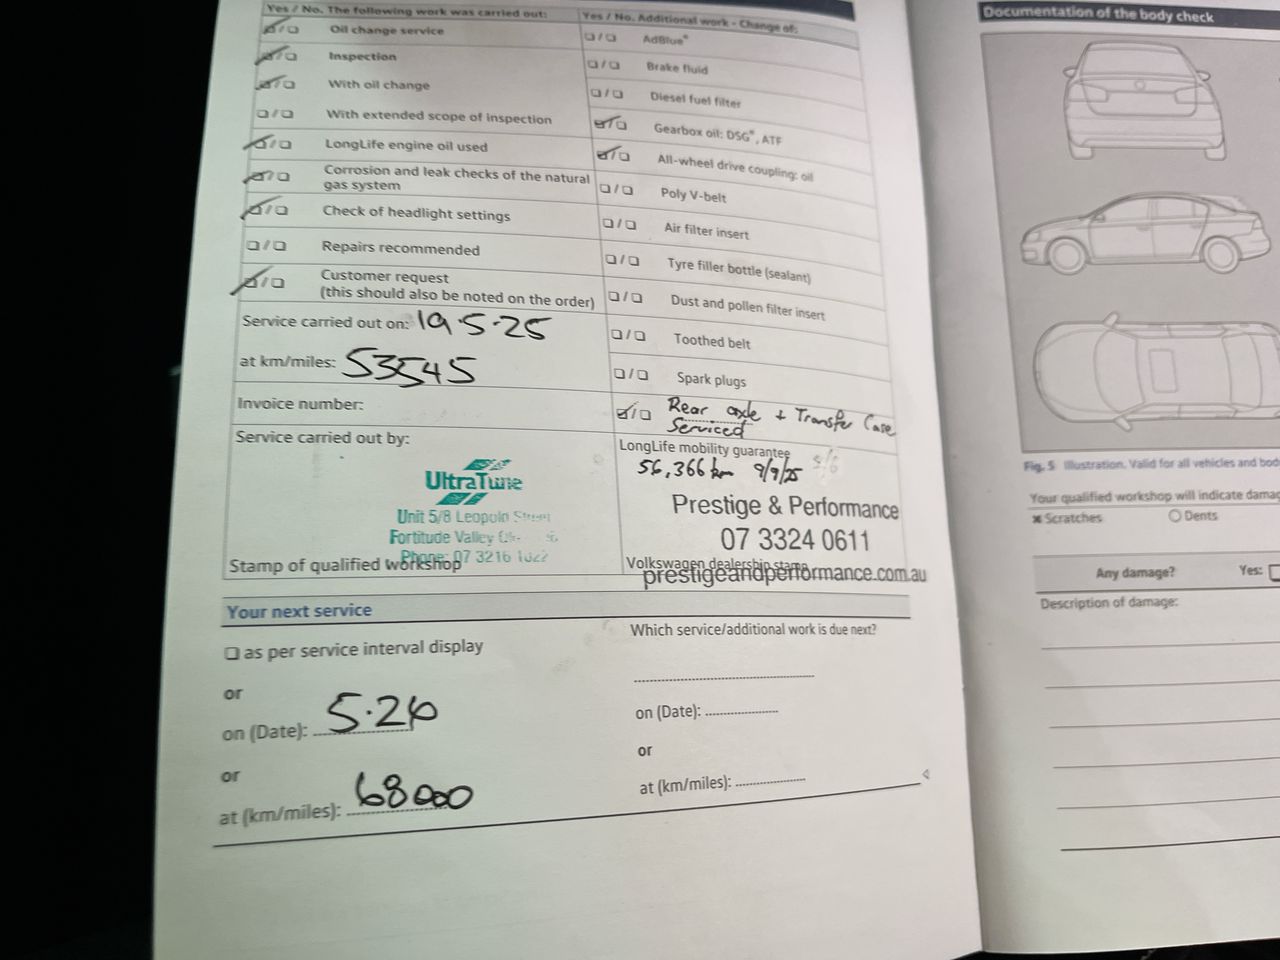 Yes / No. The following work was carried out:
Oil change service
Inspection
With oil change
With extended scope of inspection
LongLife engine oil used
Corrosion and leak checks of the natural
gas system
Check of headlight settings
Repairs recommended
Customer request
(this should also be noted on the order)
Service carried out on: 19.5.25
at km/miles: 53545
Invoice number:
Service carried out by:
UltraTune
Unit 5/8 Leopold Street
Fortitude Valley
Phone: 07 3216
Stamp of qualified workshop
Yes / No. Additional work - Change of:
AdBlue®
Brake fluid
Diesel fuel filter
Gearbox oil: DSG®, ATF
All-wheel drive coupling: oil
Poly V-belt
Air filter insert
Tyre filler bottle (sealant)
Dust and pollen filter insert
Toothed belt
Spark plugs
Rear axle + Transfer Case
Serviced
LongLife mobility guarantee
56,366 km 9/9/25
Prestige & Performance
07 3324 0611
Volkswagen dealership stamp
prestigeandperformance.com.au
Your next service
as per service interval display
or
on (Date): 5.26
or
at (km/miles): 68000
Which service/additional work is due next?
on (Date):
or
at (km/miles):
Documentation of the body check
Fig. 5 Illustration. Valid for all vehicles and
Your qualified workshop will indicate
Scratches
Dents
Any damage? Yes:
Description of damage: